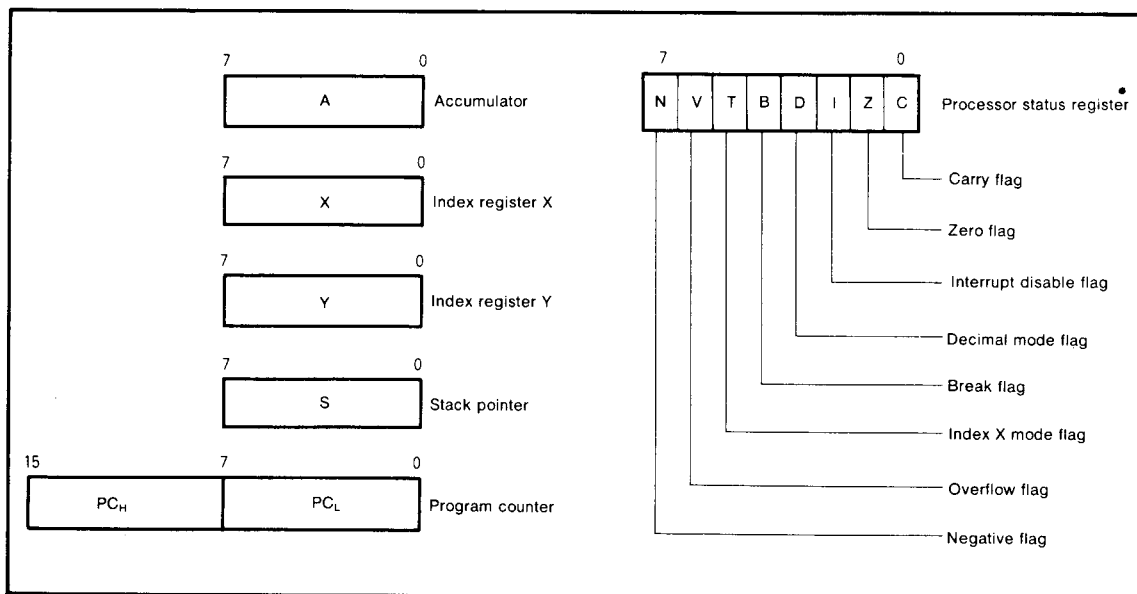 7 0
A Accumulator
7 0
X Index register X
7 0
Y Index register Y
7 0
S Stack pointer
15 7 0
PCH PCL Program counter
7 0
N V T B D I Z C Processor status register
Carry flag
Zero flag
Interrupt disable flag
Decimal mode flag
Break flag
Index X mode flag
Overflow flag
Negative flag